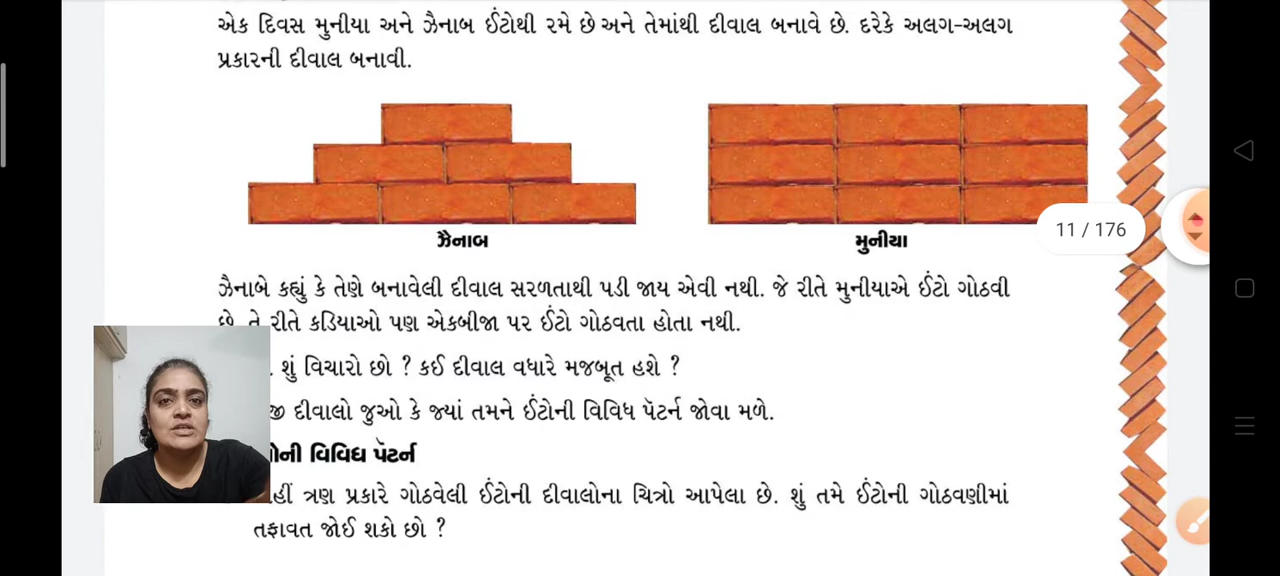 એક દિવસ મુનીયા અને ઝૈનાબ ઈંટોથી રમે છે અને તેમાંથી દીવાલ બનાવે છે. દરેકે અલગ-અલગ
પ્રકારની દીવાલ બનાવી.
ઝૈનાબ
મુનીયા
11 / 176
ઝૈનાબે કહ્યું કે તેણે બનાવેલી દીવાલ સરળતાથી પડી જાય એવી નથી. જે રીતે મુનીયાએ ઈંટો ગોઠવી
છે, તે રીતે કડિયાઓ પણ એકબીજા પર ઈંટો ગોઠવતા હોતા નથી.
શું વિચારો છો ? કઈ દીવાલ વધારે મજબૂત હશે ?
દીવાલો જુઓ કે જ્યાં તમને ઈંટોની વિવિધ પૅટર્ન જોવા મળે.
વિવિધ પૅટર્ન
ત્રણ પ્રકારે ગોઠવેલી ઈંટોની દીવાલોના ચિત્રો આપેલા છે. શું તમે ઈંટોની ગોઠવણીમાં
તફાવત જોઈ શકો છો ?